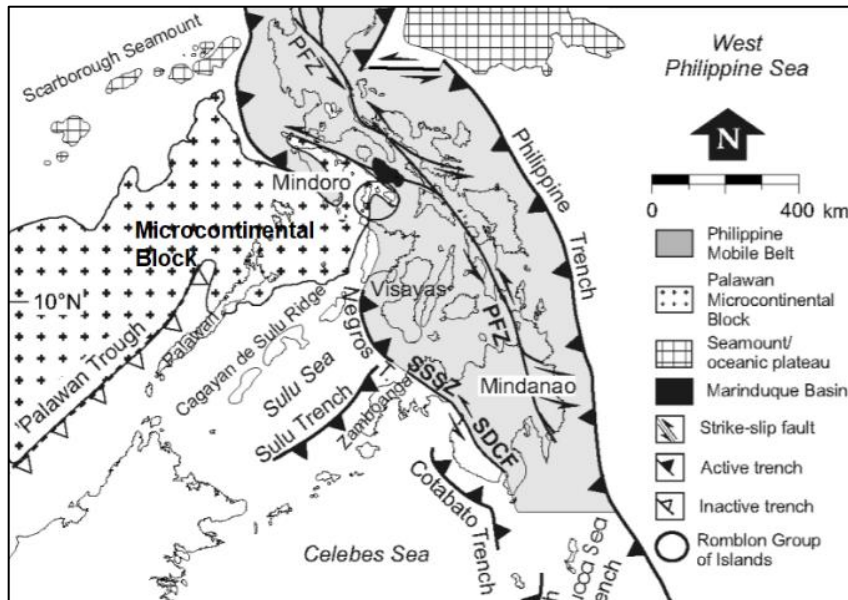 Scarborough Seamount
PFZ
West
Philippine Sea
N
0 400 km
Philippine
Trench
Mindoro
Microcontinental
Block
10°N
Visayas
PFZ
'Palawan Trough
Palawan
Cagayan de Sulu Ridge
Negros T.
Sulu Sea
Sulu Trench
Zamboanga
SSSZ
SDCF
Mindanao
Cotabato
Trench
Celebes Sea
ucca Sea
rench
Philippine
Mobile Belt
Palawan
Microcontinental
Block
Seamount/
oceanic plateau
Marinduque Basin
Strike-slip fault
Active trench
Inactive trench
Romblon Group
of Islands